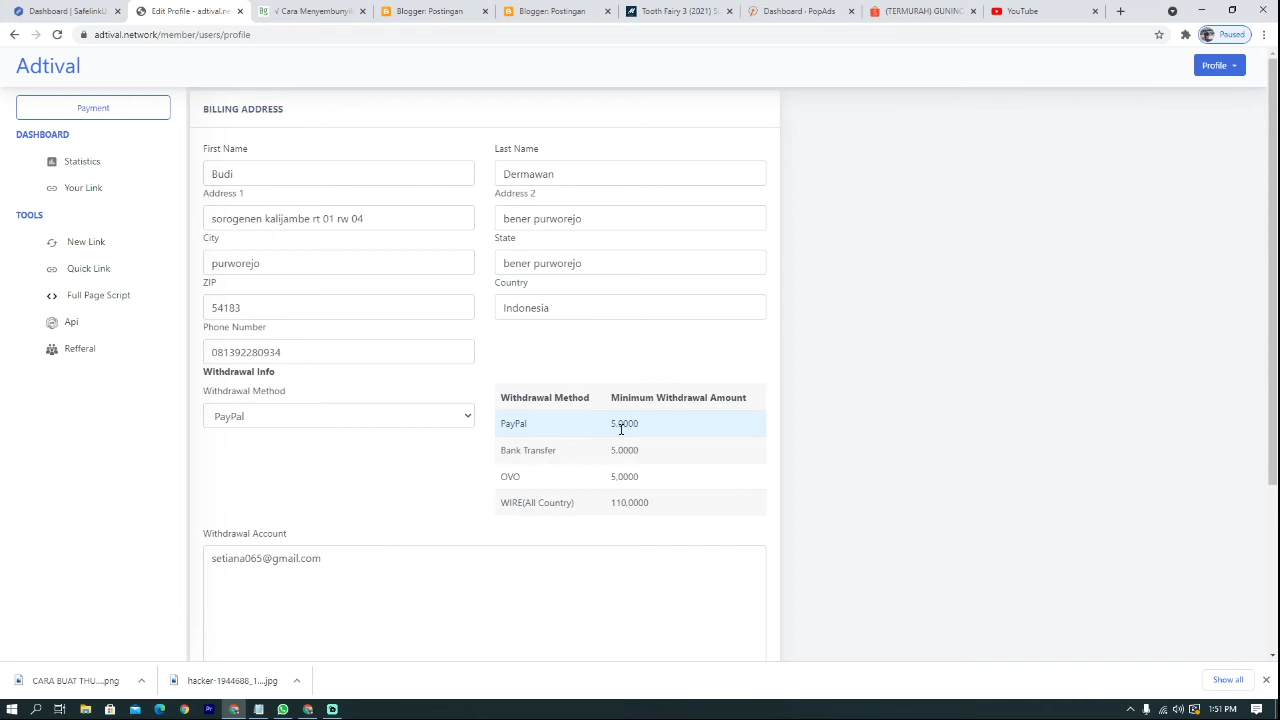 Dashboard | SafelinkU
Edit Profile - adtival.ne
√ Cara Menyembunyik
Blogger: Postingan
Blogger: Postingan
Tooth Fairy 3 (2021) S
Dashboard — PopAds
(TERMURAH) GUNINC
YouTube
adtival.network/member/users/profile
Paused
Adtival
Profile
Payment
DASHBOARD
Statistics
Your Link
TOOLS
New Link
Quick Link
Full Page Script
Api
Refferal
BILLING ADDRESS
First Name
Last Name
Budi
Dermawan
Address 1
Address 2
sorogenen kalijambe rt 01 rw 04
bener purworejo
City
State
purworejo
bener purworejo
ZIP
Country
54183
Indonesia
Phone Number
081392280934
Withdrawal Info
Withdrawal Method
PayPal
Withdrawal Method Minimum Withdrawal Amount
PayPal 5,0000
Bank Transfer 5,0000
OVO 5,0000
WIRE(All Country) 110,0000
Withdrawal Account
setiana065@gmail.com
CARA BUAT THU....png
hacker-1944688_1....jpg
Show all
1:51 PM